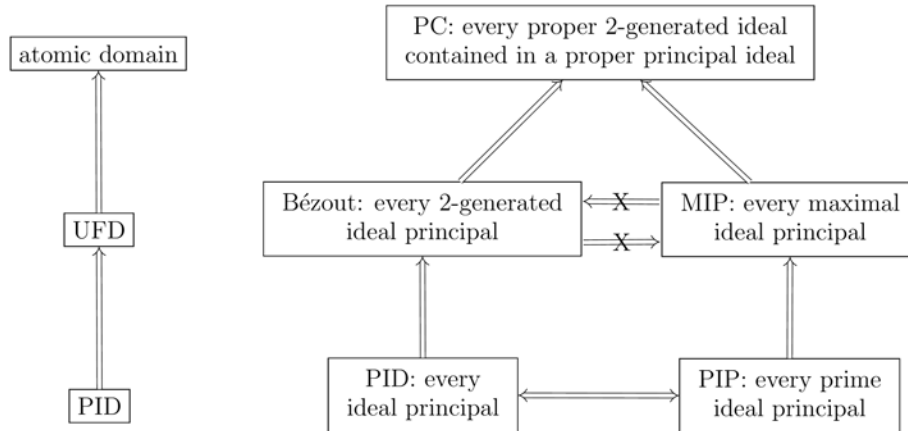 atomic domain
UFD
PID
PC: every proper 2-generated ideal
contained in a proper principal ideal
Bézout: every 2-generated
ideal principal
X
X
MIP: every maximal
ideal principal
PID: every
ideal principal
PIP: every prime
ideal principal